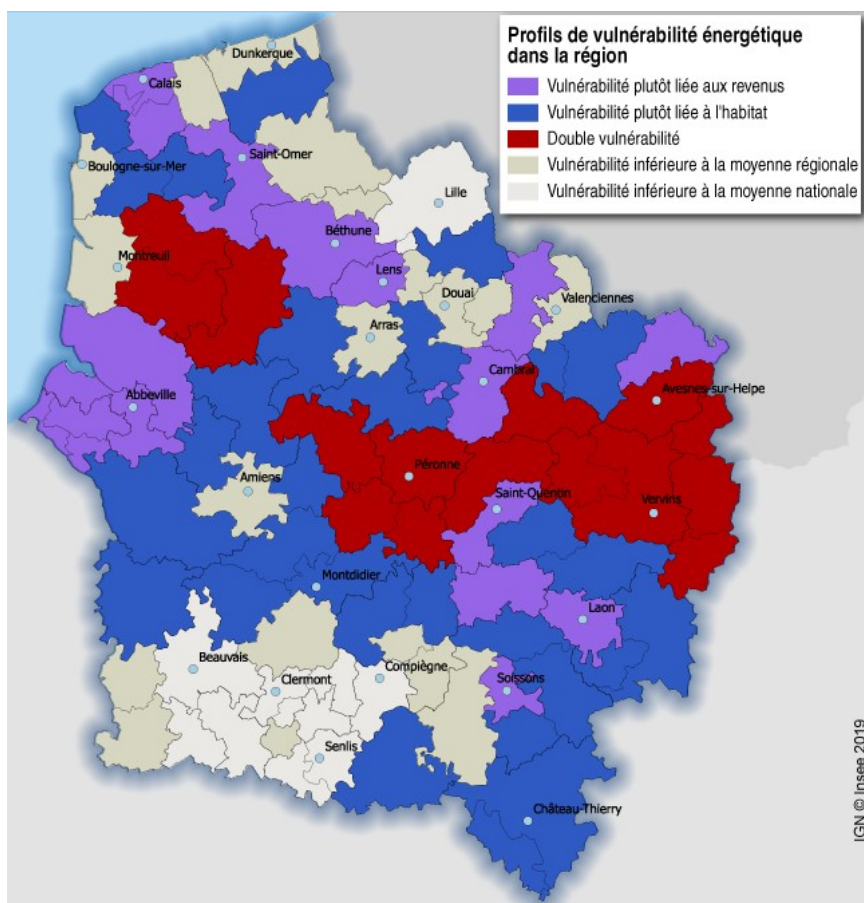 Profils de vulnérabilité énergétique
dans la région
Vulnérabilité plutôt liée aux revenus
Vulnérabilité plutôt liée à l'habitat
Double vulnérabilité
Vulnérabilité inférieure à la moyenne régionale
Vulnérabilité inférieure à la moyenne nationale
Dunkerque
Calais
Saint-Omer
Boulogne-sur-Mer
Lille
Béthune
Montreuil
Lens
Douai
Valenciennes
Arras
Cambrai
Avesnes-sur-Helpe
Abbeville
Péronne
Amiens
Saint-Quenon
Vervins
Montdidier
Laon
Beauvais
Clermont
Compiègne
Soissons
Senlis
Château-Thierry
IGN © Insee 2019